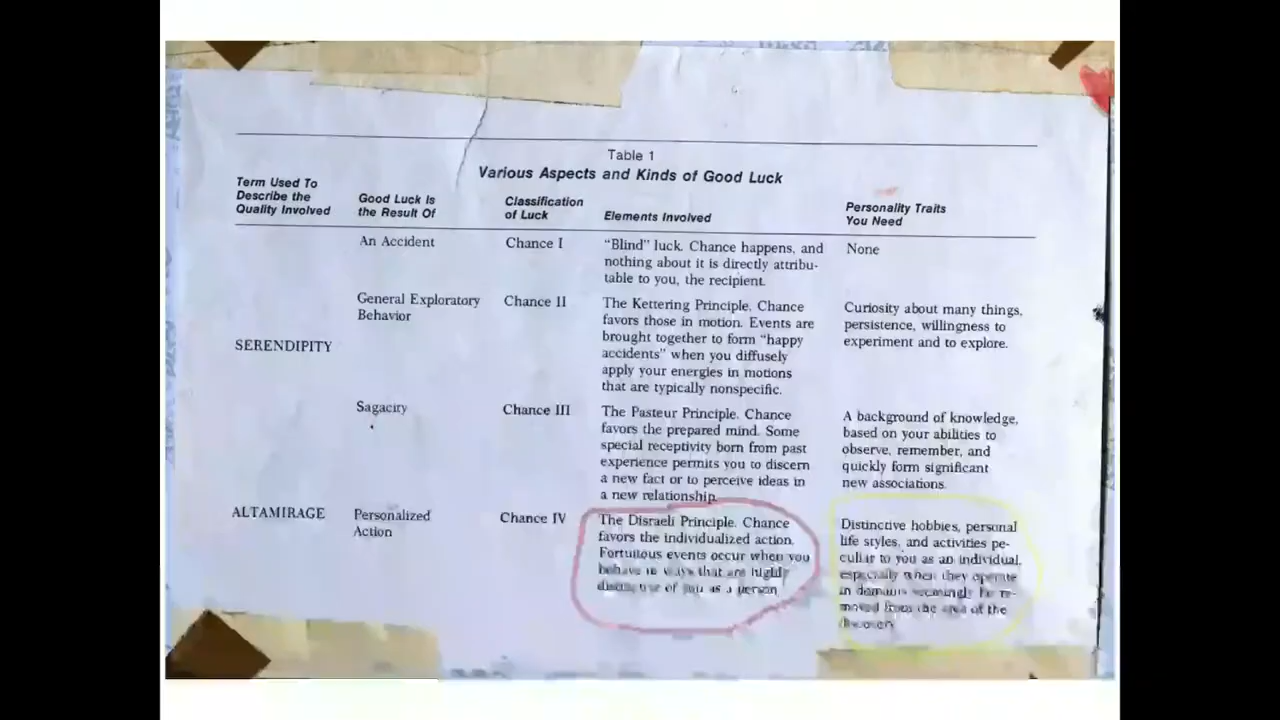 Table 1
Various Aspects and Kinds of Good Luck
Term Used To
Describe the
Quality Involved
Good Luck Is
the Result Of
Classification
of Luck
Elements Involved
Personality Traits
You Need
An Accident
Chance I
“Blind” luck. Chance happens, and
nothing about it is directly attribu-
table to you, the recipient.
None
General Exploratory
Behavior
Chance II
The Kettering Principle. Chance
favors those in motion. Events are
brought together to form “happy
accidents” when you diffusely
apply your energies in motions
that are typically nonspecific.
Curiosity about many things,
persistence, willingness to
experiment and to explore.
SERENDIPITY
Sagacity
Chance III
The Pasteur Principle. Chance
favors the prepared mind. Some
special receptivity born from past
experience permits you to discern
a new fact or to perceive ideas in
a new relationship.
A background of knowledge,
based on your abilities to
observe, remember, and
quickly form significant
new associations.
ALTAMIRAGE
Personalized
Action
Chance IV
The Disraeli Principle. Chance
favors the individualized action.
Fortuitous events occur when you
behave in ways that are highly
distinctive of you as a person
Distinctive hobbies, personal
life styles, and activities pe-
culiar to you as an individual,
especially when they operate
in domains seemingly far re-
moved from the area of the
discovery